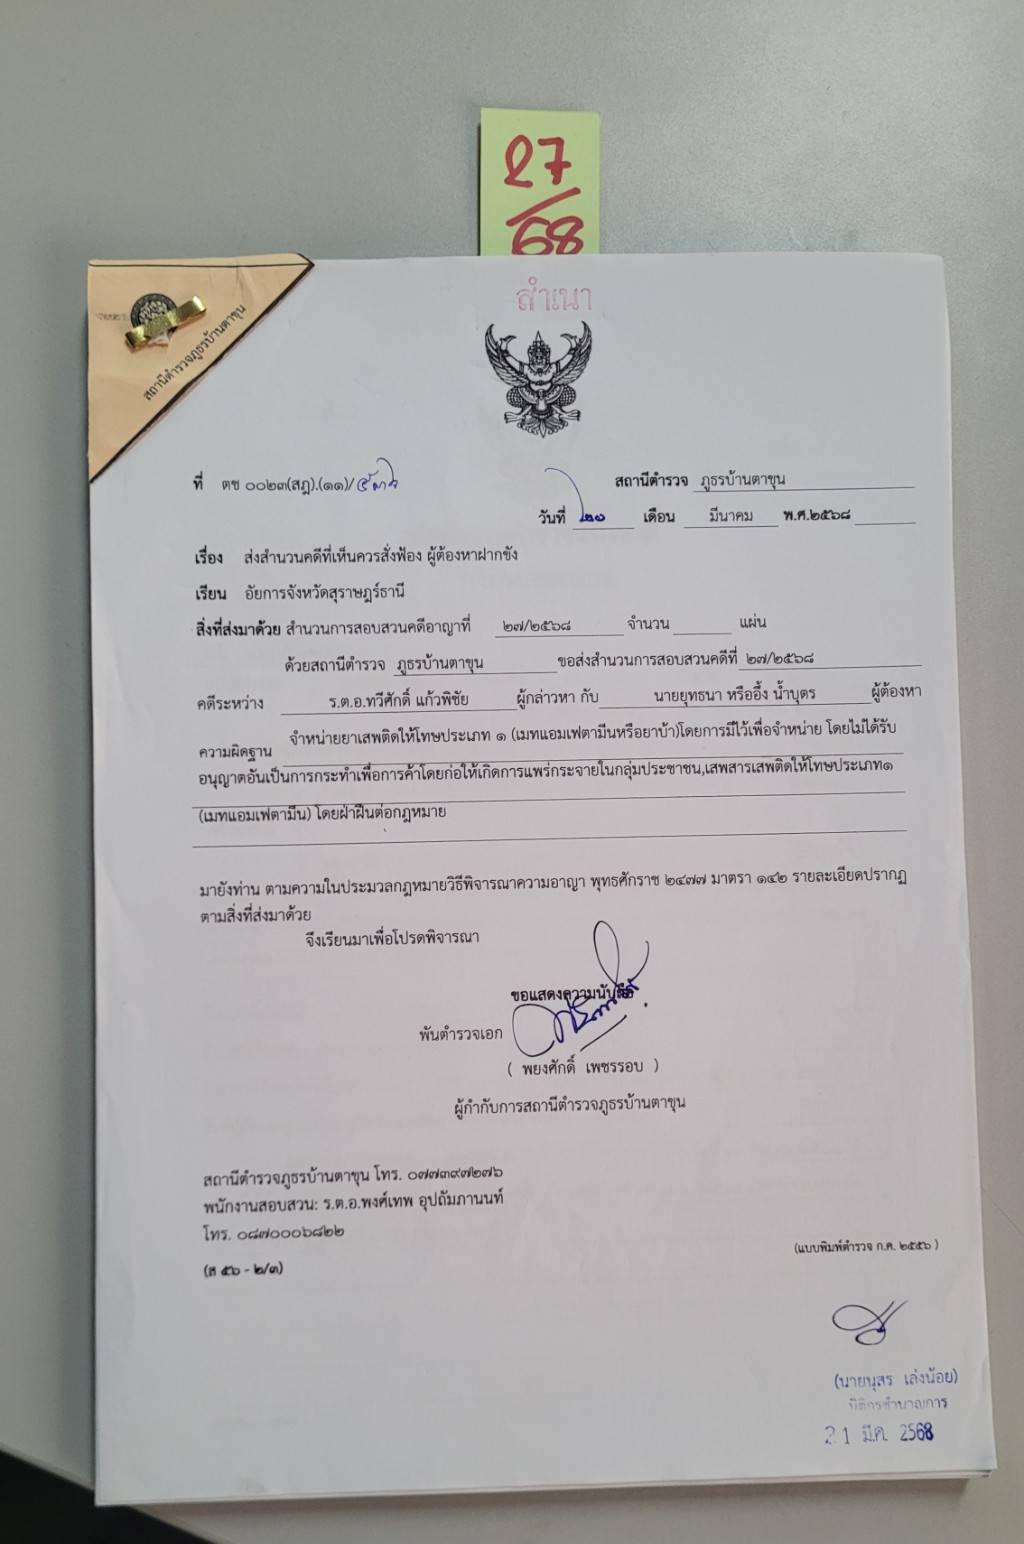 27
68
สำเนา
สถานีตำรวจภูธรบ้านตาขุน
ที่ ตช ๐๐๒๓(สฎ).(๑๑)/
สถานีตำรวจ ภูธรบ้านตาขุน
วันที่ ๒๑ เดือน มีนาคม พ.ศ.๒๕๖๘
เรื่อง ส่งสำนวนคดีที่เห็นควรสั่งฟ้อง ผู้ต้องหาฝากขัง
เรียน อัยการจังหวัดสุราษฎร์ธานี
สิ่งที่ส่งมาด้วย สำนวนการสอบสวนคดีอาญาที่ ๒๗/๒๕๖๘ จำนวน แผ่น
ด้วยสถานีตำรวจ ภูธรบ้านตาขุน ขอส่งสำนวนการสอบสวนคดีที่ ๒๗/๒๕๖๘
คดีระหว่าง ร.ต.อ.ทวีศักดิ์ แก้วพิชัย ผู้กล่าวหา กับ นายยุทธนา หรืออึ้ง น้ำบุตร ผู้ต้องหา
ความผิดฐาน จำหน่ายยาเสพติดให้โทษประเภท ๑ (เมทแอมเฟตามีนหรือยาบ้า)โดยการมีไว้เพื่อจำหน่าย โดยไม่ได้รับ
อนุญาตอันเป็นการกระทำเพื่อการค้าโดยก่อให้เกิดการแพร่กระจายในกลุ่มประชาชน,เสพสารเสพติดให้โทษประเภท๑
(เมทแอมเฟตามีน) โดยฝ่าฝืนต่อกฎหมาย
มายังท่าน ตามความในประมวลกฎหมายวิธีพิจารณาความอาญา พุทธศักราช ๒๔๗๗ มาตรา ๑๔๒ รายละเอียดปรากฏ
ตามสิ่งที่ส่งมาด้วย
จึงเรียนมาเพื่อโปรดพิจารณา
ขอแสดงความนับถือ
พันตำรวจเอก
( พยงศักดิ์ เพชรรอบ )
ผู้กำกับการสถานีตำรวจภูธรบ้านตาขุน
สถานีตำรวจภูธรบ้านตาขุน โทร. ๐๗๗๓๙๗๒๗๖
พนักงานสอบสวน: ร.ต.อ.พงศ์เทพ อุปถัมภานนท์
โทร. ๐๘๗๐๐๐๖๘๒๒
(แบบพิมพ์ตำรวจ ก.ค. ๒๕๕๖ )
(ส ๕๖ - ๒/๓)
(นายนุสร เล่งน้อย)
นิติกรชำนาญการ
21 มี.ค. 2568